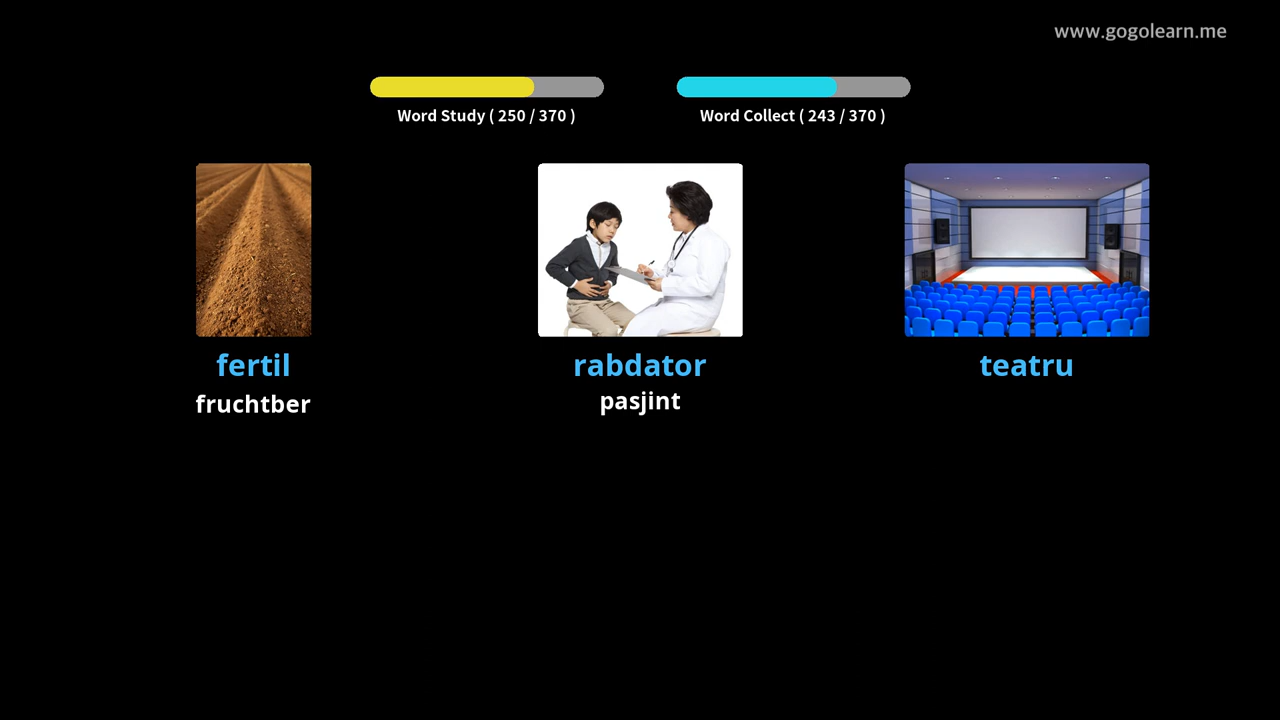 www.gogolearn.me
Word Study ( 250 / 370 )
Word Collect ( 243 / 370 )
fertil
fruchtber
rabdator
pasjint
teatru